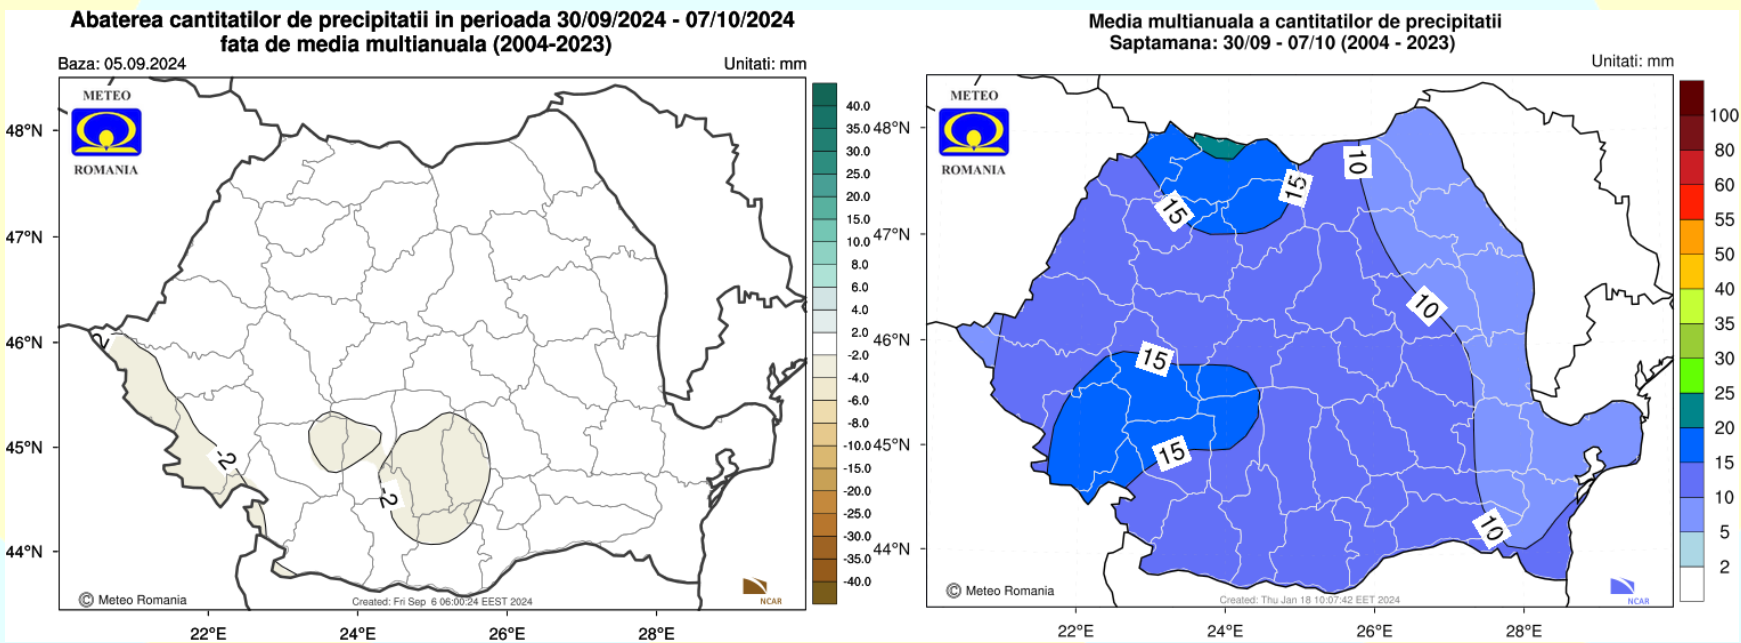 Abaterea cantitatilor de precipitatii in perioada 30/09/2024 - 07/10/2024
fata de media multianuala (2004-2023)
Baza: 05.09.2024
Unitati: mm
METEO
ROMANIA
48°N
47°N
46°N
45°N
44°N
2
-2
-2
40.0
35.0
30.0
25.0
20.0
15.0
10.0
8.0
6.0
4.0
2.0
-2.0
-4.0
-6.0
-8.0
-10.0
-15.0
-20.0
-25.0
-30.0
-35.0
-40.0
© Meteo Romania
Created: Fri Sep 6 06:00:24 EEST 2024
NCAR
22°E
24°E
26°E
28°E
Media multianuala a cantitatilor de precipitatii
Saptamana: 30/09 - 07/10 (2004 - 2023)
Unitati: mm
METEO
ROMANIA
48°N
47°N
46°N
45°N
44°N
10
15
15
10
15
15
10
100
80
60
55
50
40
35
30
25
20
15
10
5
2
© Meteo Romania
Created: Thu Jan 18 10:07:42 EET 2024
NCAR
22°E
24°E
26°E
28°E